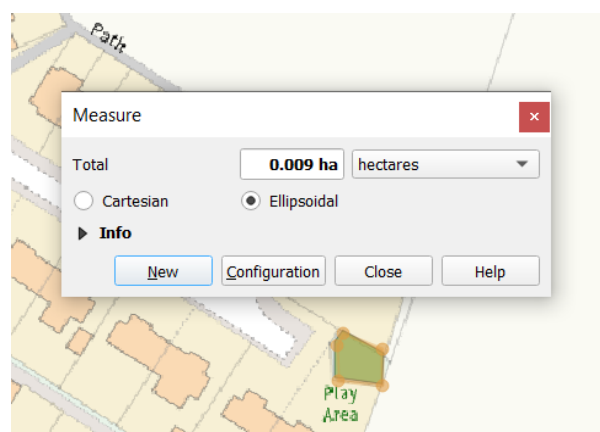 Path
Measure
Total 0.009 ha hectares
Cartesian Ellipsoidal
Info
New Configuration Close Help
Play
Area